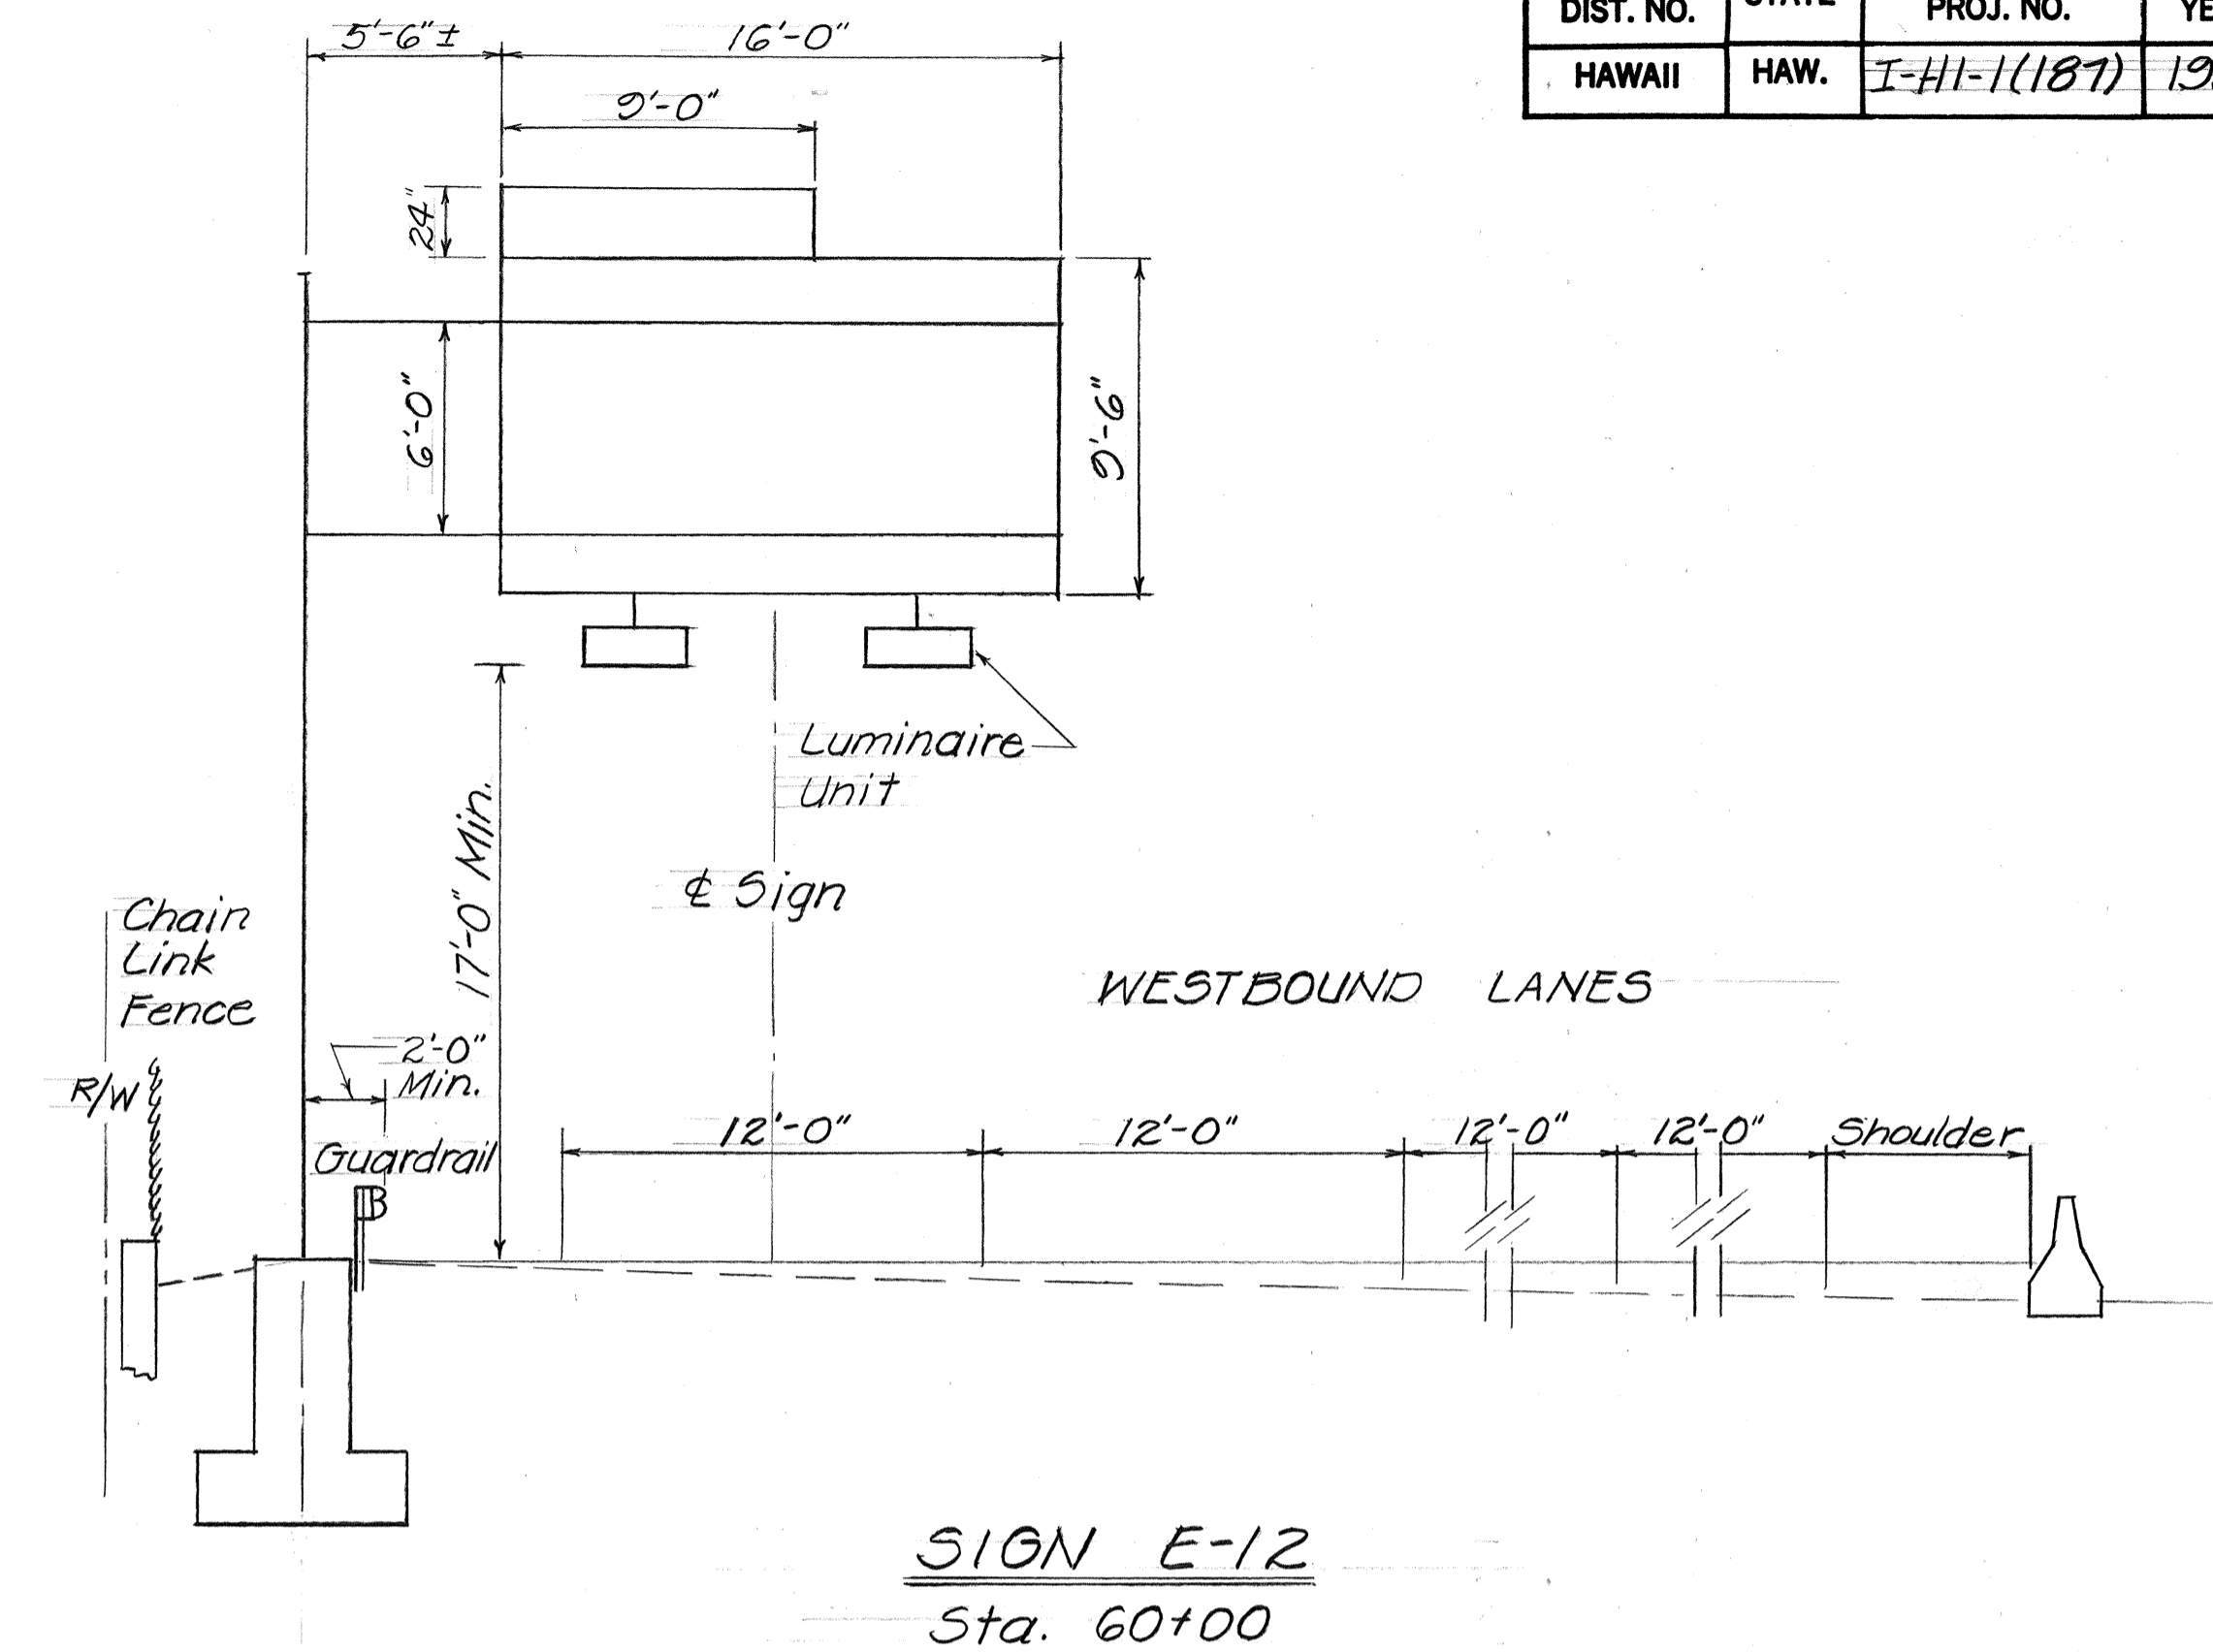 DIST. NO. STATE PROJ. NO.
HAWAII HAW. I-H1-1(187)
5'-6"± 16'-0"
9'-0"
24"
6'-0"
9'-6"
Luminaire
Unit
17'-0" Min.
℄ Sign
Chain
Link
Fence
WESTBOUND LANES
R/W
2'-0"
Min.
Guardrail
12'-0" 12'-0" 12'-0" 12'-0" Shoulder
SIGN E-12
Sta. 60+00